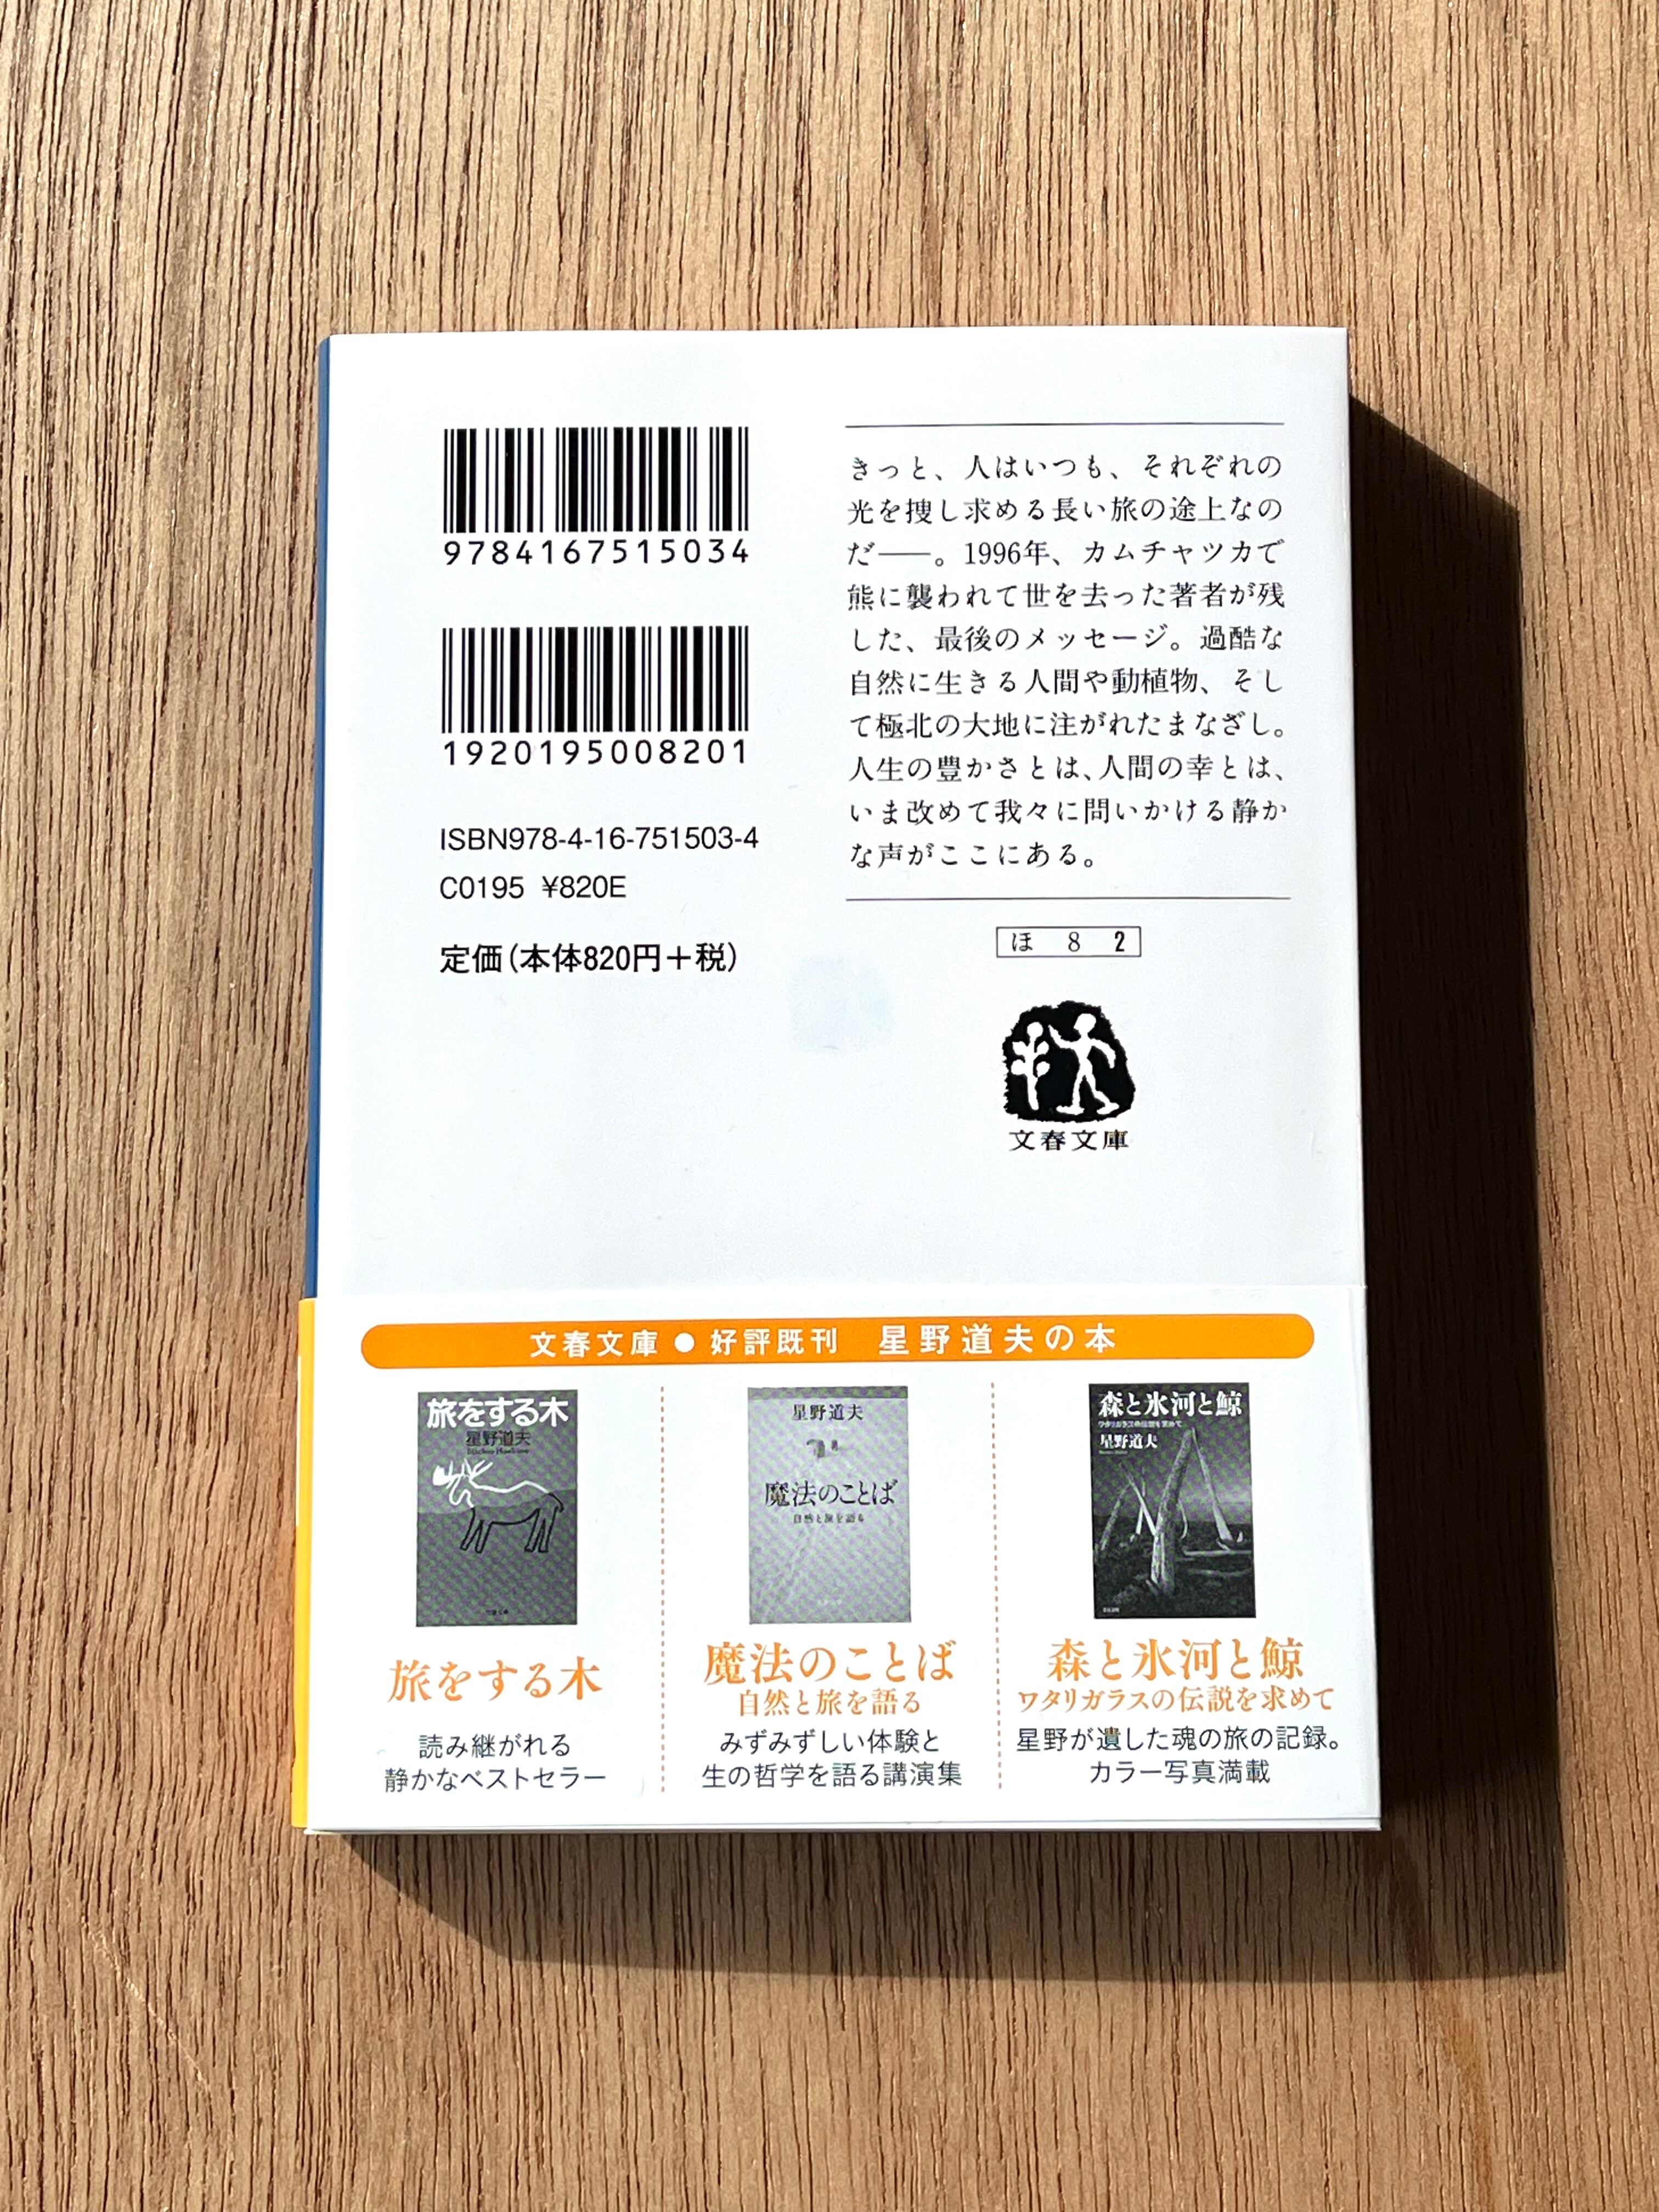 9784167515034
1920195008201
ISBN978-4-16-751503-4
C0195 ¥820E
定価(本体820円+税)
きっと、人はいつも、それぞれの
光を捜し求める長い旅の途上なの
だ――。1996年、カムチャツカで
熊に襲われて世を去った著者が残
した、最後のメッセージ。過酷な
自然に生きる人間や動植物、そし
て極北の大地に注がれたまなざし。
人生の豊かさとは、人間の幸とは、
いま改めて我々に問いかける静か
な声がここにある。
ほ 8 2
文春文庫
文春文庫●好評既刊 星野道夫の本
旅をする木
星野道夫
Michio Hoshino
旅をする木
読み継がれる
静かなベストセラー
星野道夫
魔法のことば
自然と旅を語る
魔法のことば
自然と旅を語る
みずみずしい体験と
生の哲学を語る講演集
森と氷河と鯨
ワタリガラスの伝説を求めて
星野道夫
森と氷河と鯨
ワタリガラスの伝説を求めて
星野が遺した魂の旅の記録。
カラー写真満載